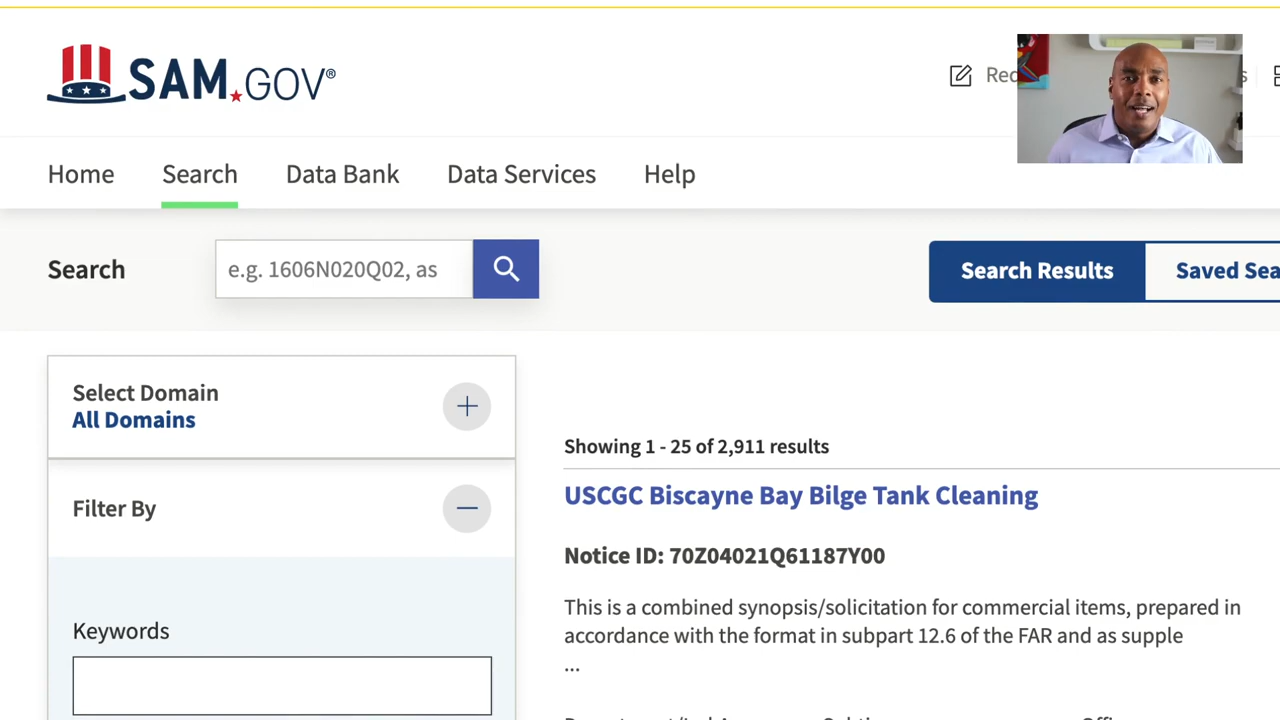 SAM.GOV®
Home Search Data Bank Data Services Help
Search e.g. 1606N020Q02, as Search Results Saved Sea
Select Domain
All Domains
Showing 1 - 25 of 2,911 results
USCGC Biscayne Bay Bilge Tank Cleaning
Filter By
Notice ID: 70Z04021Q61187Y00
This is a combined synopsis/solicitation for commercial items, prepared in
accordance with the format in subpart 12.6 of the FAR and as supple
...
Keywords